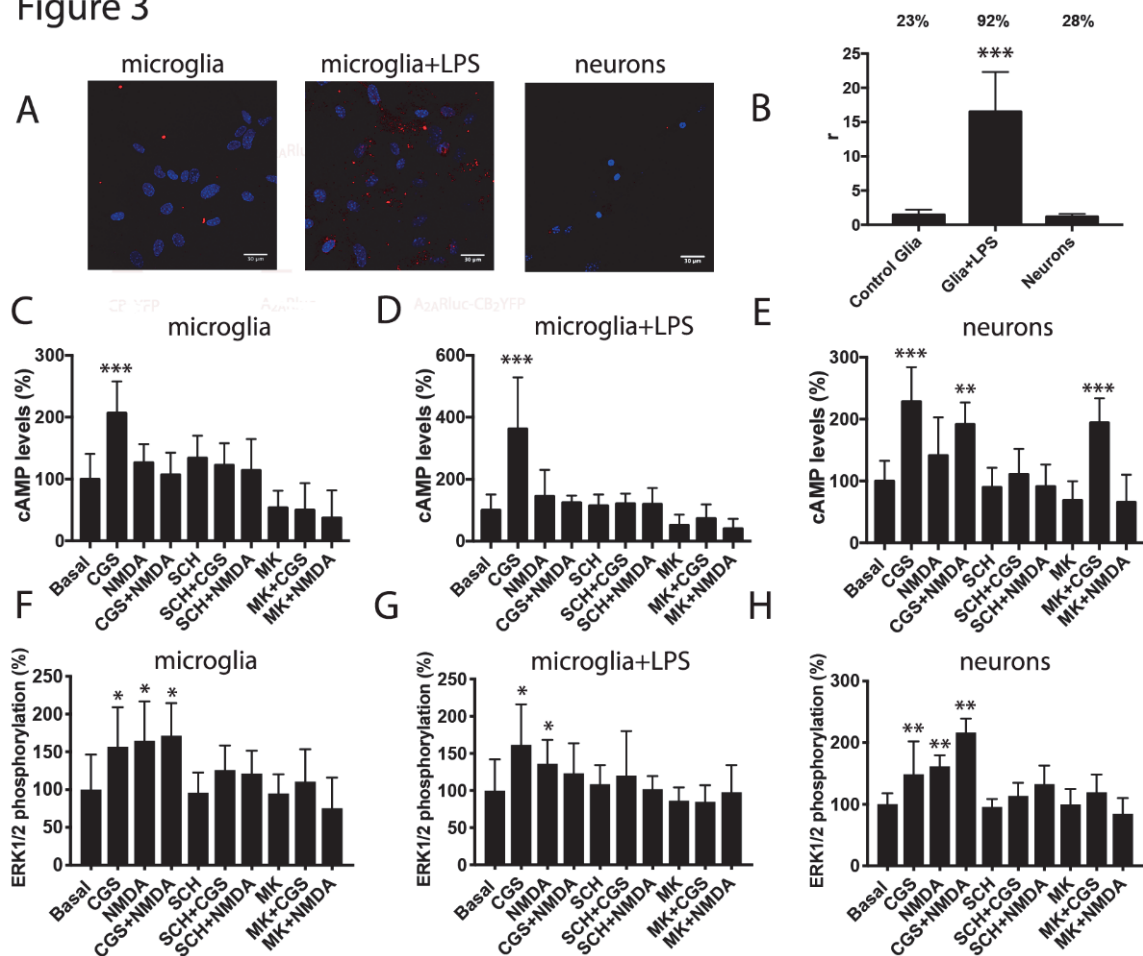 Figure 3
A
microglia
microglia+LPS
neurons
30 µm
30 µm
30 µm
B
23%
92%
28%
***
r
25
20
15
10
5
0
Control Glia
Glia+LPS
Neurons
A2ARluc-CB2YFP
C
microglia
cAMP levels (%)
300
200
100
0
***
Basal
CGS
NMDA
CGS+NMDA
SCH
SCH+CGS
SCH+NMDA
MK
MK+CGS
MK+NMDA
D
microglia+LPS
cAMP levels (%)
600
400
200
0
***
Basal
CGS
NMDA
CGS+NMDA
SCH
SCH+CGS
SCH+NMDA
MK
MK+CGS
MK+NMDA
E
neurons
cAMP levels (%)
300
200
100
0
***
**
***
Basal
CGS
NMDA
CGS+NMDA
SCH
SCH+CGS
SCH+NMDA
MK
MK+CGS
MK+NMDA
F
microglia
ERK1/2 phosphorylation (%)
250
200
150
100
50
0
*
*
*
Basal
CGS
NMDA
CGS+NMDA
SCH
SCH+CGS
SCH+NMDA
MK
MK+CGS
MK+NMDA
G
microglia+LPS
ERK1/2 phosphorylation (%)
250
200
150
100
50
0
*
*
Basal
CGS
NMDA
CGS+NMDA
SCH
SCH+CGS
SCH+NMDA
MK
MK+CGS
MK+NMDA
H
neurons
ERK1/2 phosphorylation (%)
300
200
100
0
**
**
**
Basal
CGS
NMDA
CGS+NMDA
SCH
SCH+CGS
SCH+NMDA
MK
MK+CGS
MK+NMDA